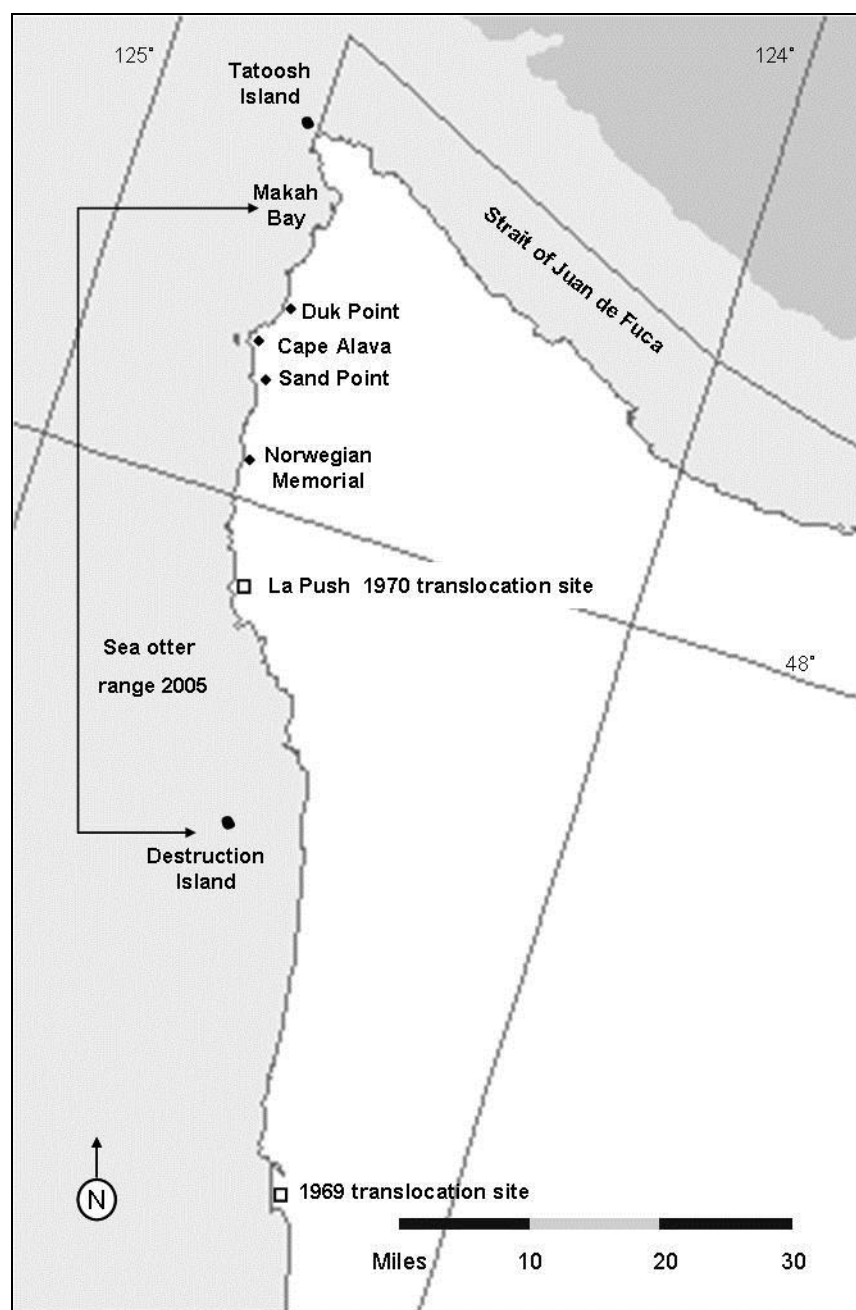 125°
124°
Tatoosh
Island
Makah
Bay
Strait of Juan de Fuca
Duk Point
Cape Alava
Sand Point
Norwegian
Memorial
La Push 1970 translocation site
Sea otter
range 2005
48°
Destruction
Island
N
1969 translocation site
Miles 10 20 30